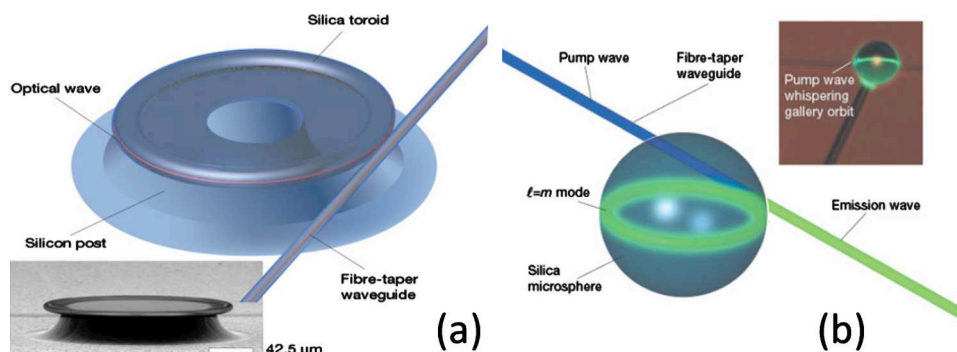 Silica toroid
Optical wave
Silicon post
Fibre-taper
waveguide
42.5 µm
(a)
Pump wave
Fibre-taper
waveguide
Pump wave
whispering
gallery orbit
ℓ=m mode
Emission wave
Silica
microsphere
(b)